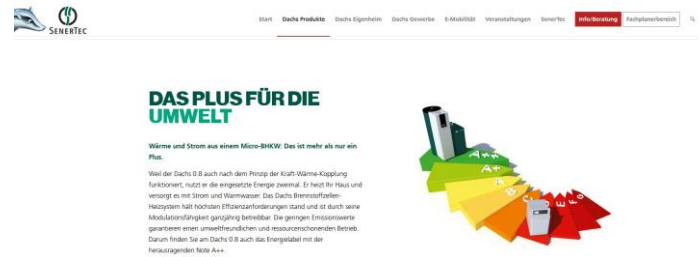 SENERTEC
Start Dachs Produkte Dachs Eigenheim Dachs Gewerbe E-Mobilität Veranstaltungen SenerTec Info/Beratung Fachplanerbereich
DAS PLUS FÜR DIE
UMWELT
Wärme und Strom aus einem Micro-BHKW: Das ist mehr als nur ein
Plus.
Weil der Dachs 0.8 auch nach dem Prinzip der Kraft-Wärme-Kopplung
funktioniert, nutzt er die eingesetzte Energie zweimal. Er heizt Ihr Haus und
versorgt es mit Strom und Warmwasser. Das Dachs Brennstoffzellen-
Heizsystem hält höchsten Effizienzanforderungen stand und ist durch seine
Modulationsfähigkeit ganzjährig betreibbar. Die geringen Emissionswerte
garantieren einen umweltfreundlichen und ressourcenschonenden Betrieb.
Darum finden Sie am Dachs 0.8 auch das Energielabel mit der
herausragenden Note A++.
A++
A+
A
B
C
D
E
F
G